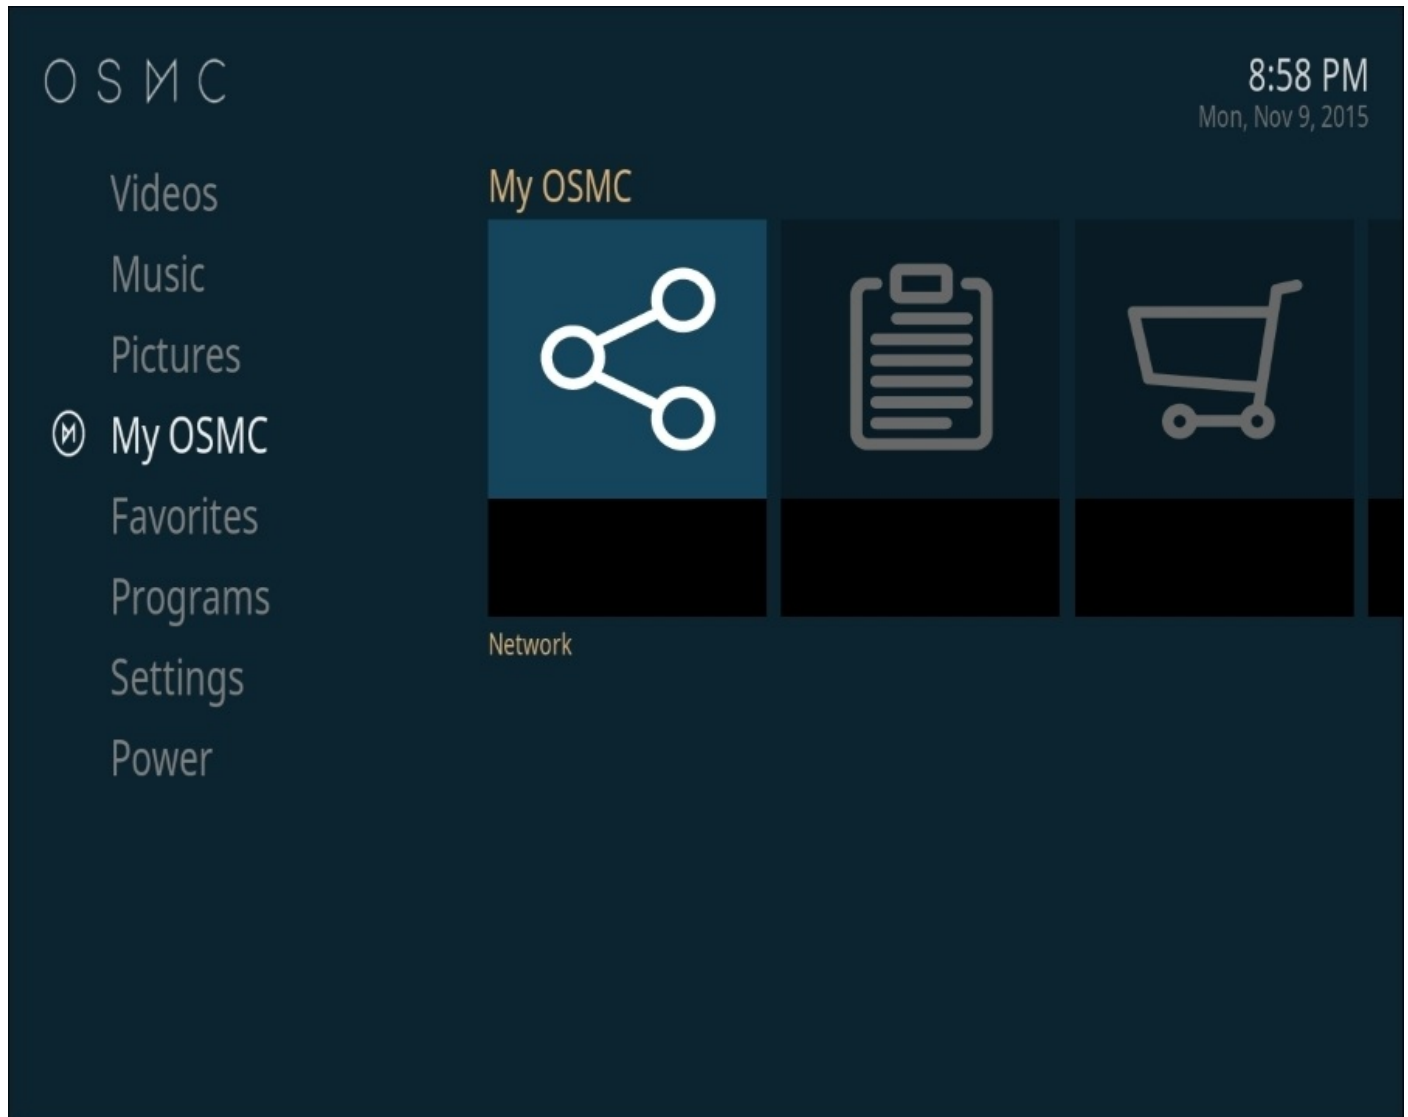 OSMC
8:58 PM
Mon, Nov 9, 2015
Videos
Music
Pictures
My OSMC
Favorites
Programs
Settings
Power
My OSMC
Network